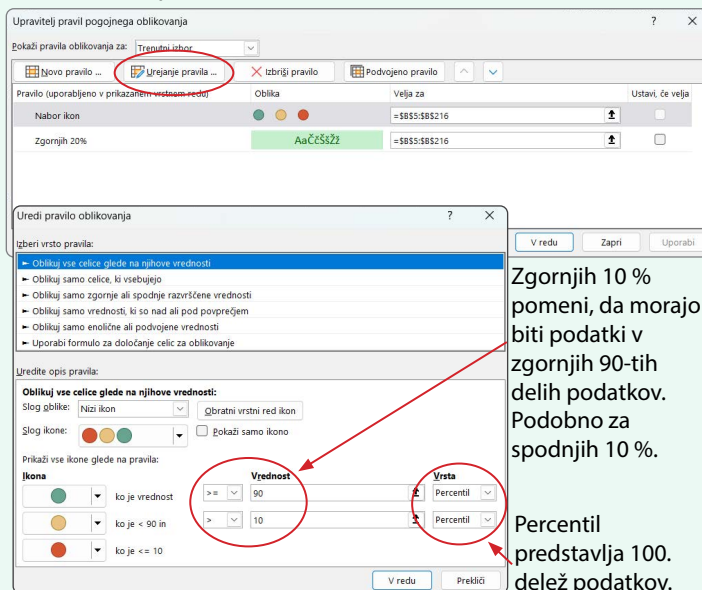 Upravitelj pravil pogojnega oblikovanja ? ×
Pokaži pravila oblikovanja za: Trenutni izbor
Novo pravilo ... Urejanje pravila ... Izbriši pravilo Podvojeno pravilo
Pravilo (uporabljeno v prikazanem vrstnem redu) Oblika Velja za Ustavi, če velja
Nabor ikon =$B$5:$B$216
Zgornjih 20% AaČčŠšŽž =$B$5:$B$216
V redu Zapri Uporabi
Uredi pravilo oblikovanja ? ×
Izberi vrsto pravila:
► Oblikuj vse celice glede na njihove vrednosti
► Oblikuj samo celice, ki vsebujejo
► Oblikuj samo zgornje ali spodnje razvrščene vrednosti
► Oblikuj samo vrednosti, ki so nad ali pod povprečjem
► Oblikuj samo enolične ali podvojene vrednosti
► Uporabi formulo za določanje celic za oblikovanje
Uredite opis pravila:
Oblikuj vse celice glede na njihove vrednosti:
Slog oblike: Nizi ikon Obratni vrstni red ikon
Slog ikone: Pokaži samo ikono
Prikaži vse ikone glede na pravila:
Ikona Vrednost Vrsta
ko je vrednost >= 90 Percentil
ko je < 90 in > 10 Percentil
ko je <= 10
V redu Prekliči
Zgornjih 10 %
pomeni, da morajo
biti podatki v
zgornjih 90-tih
delih podatkov.
Podobno za
spodnjih 10 %.
Percentil
predstavlja 100.
delež podatkov.